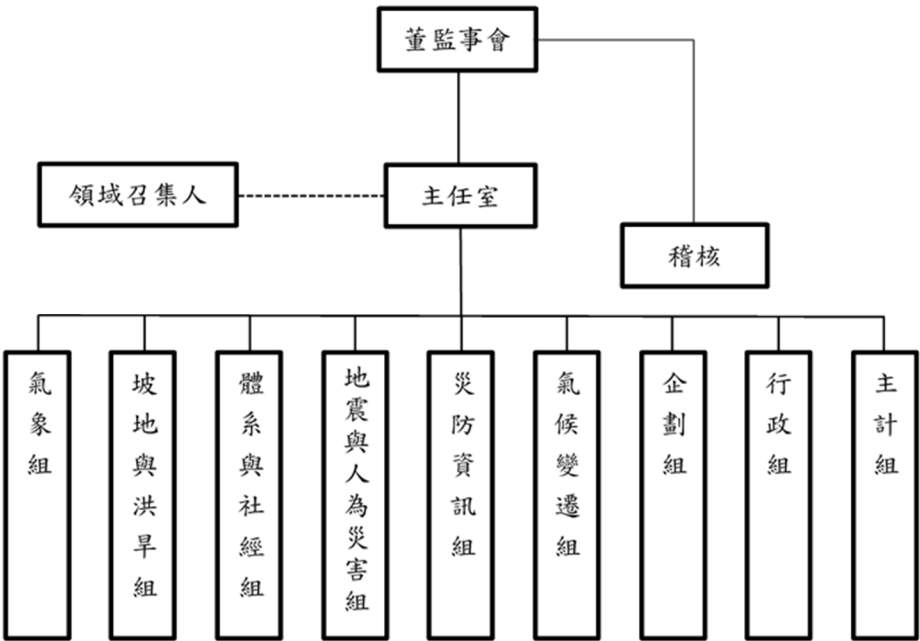 董監事會
領域召集人
主任室
稽核
氣象組
坡地與洪旱組
體系與社經組
地震與人為災害組
災防資訊組
氣候變遷組
企劃組
行政組
主計組